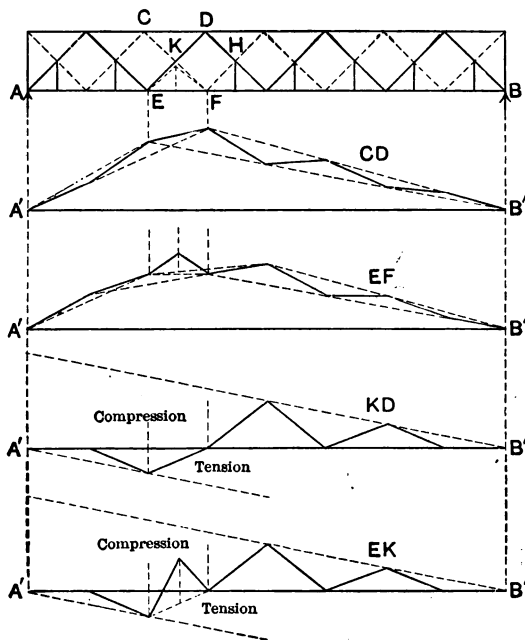 C D
K H
A B
E F
CD
A' B'
EF
A' B'
KD
Compression
A' B'
Tension
EK
Compression
A' B'
Tension